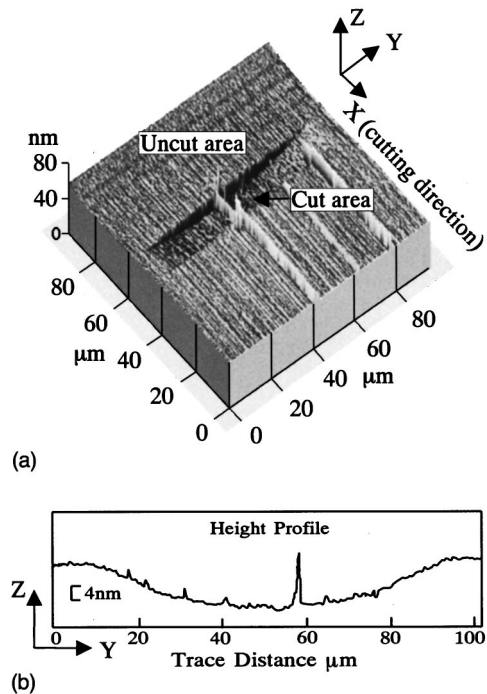 Z
Y
X (cutting direction)
nm
80
40
0
Uncut area
Cut area
80
60
40
20
0
μm
0
20
40
60
80
μm
(a)
Height Profile
Z
4nm
Y
0
20
40
60
80
100
Trace Distance μm
(b)